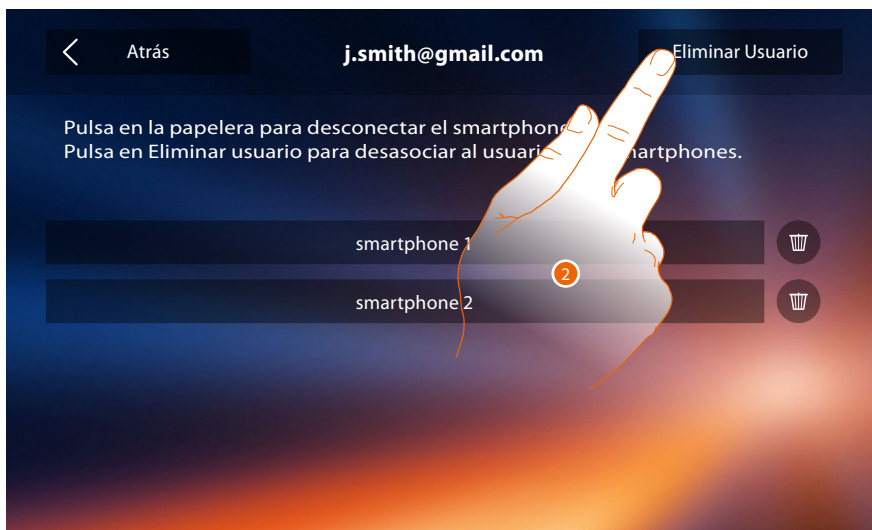 Atrás
j.smith@gmail.com
Eliminar Usuario
Pulsa en la papelera para desconectar el smartphone
Pulsa en Eliminar usuario para desasociar al martphones.
smartphone 1
2
smartphone 2